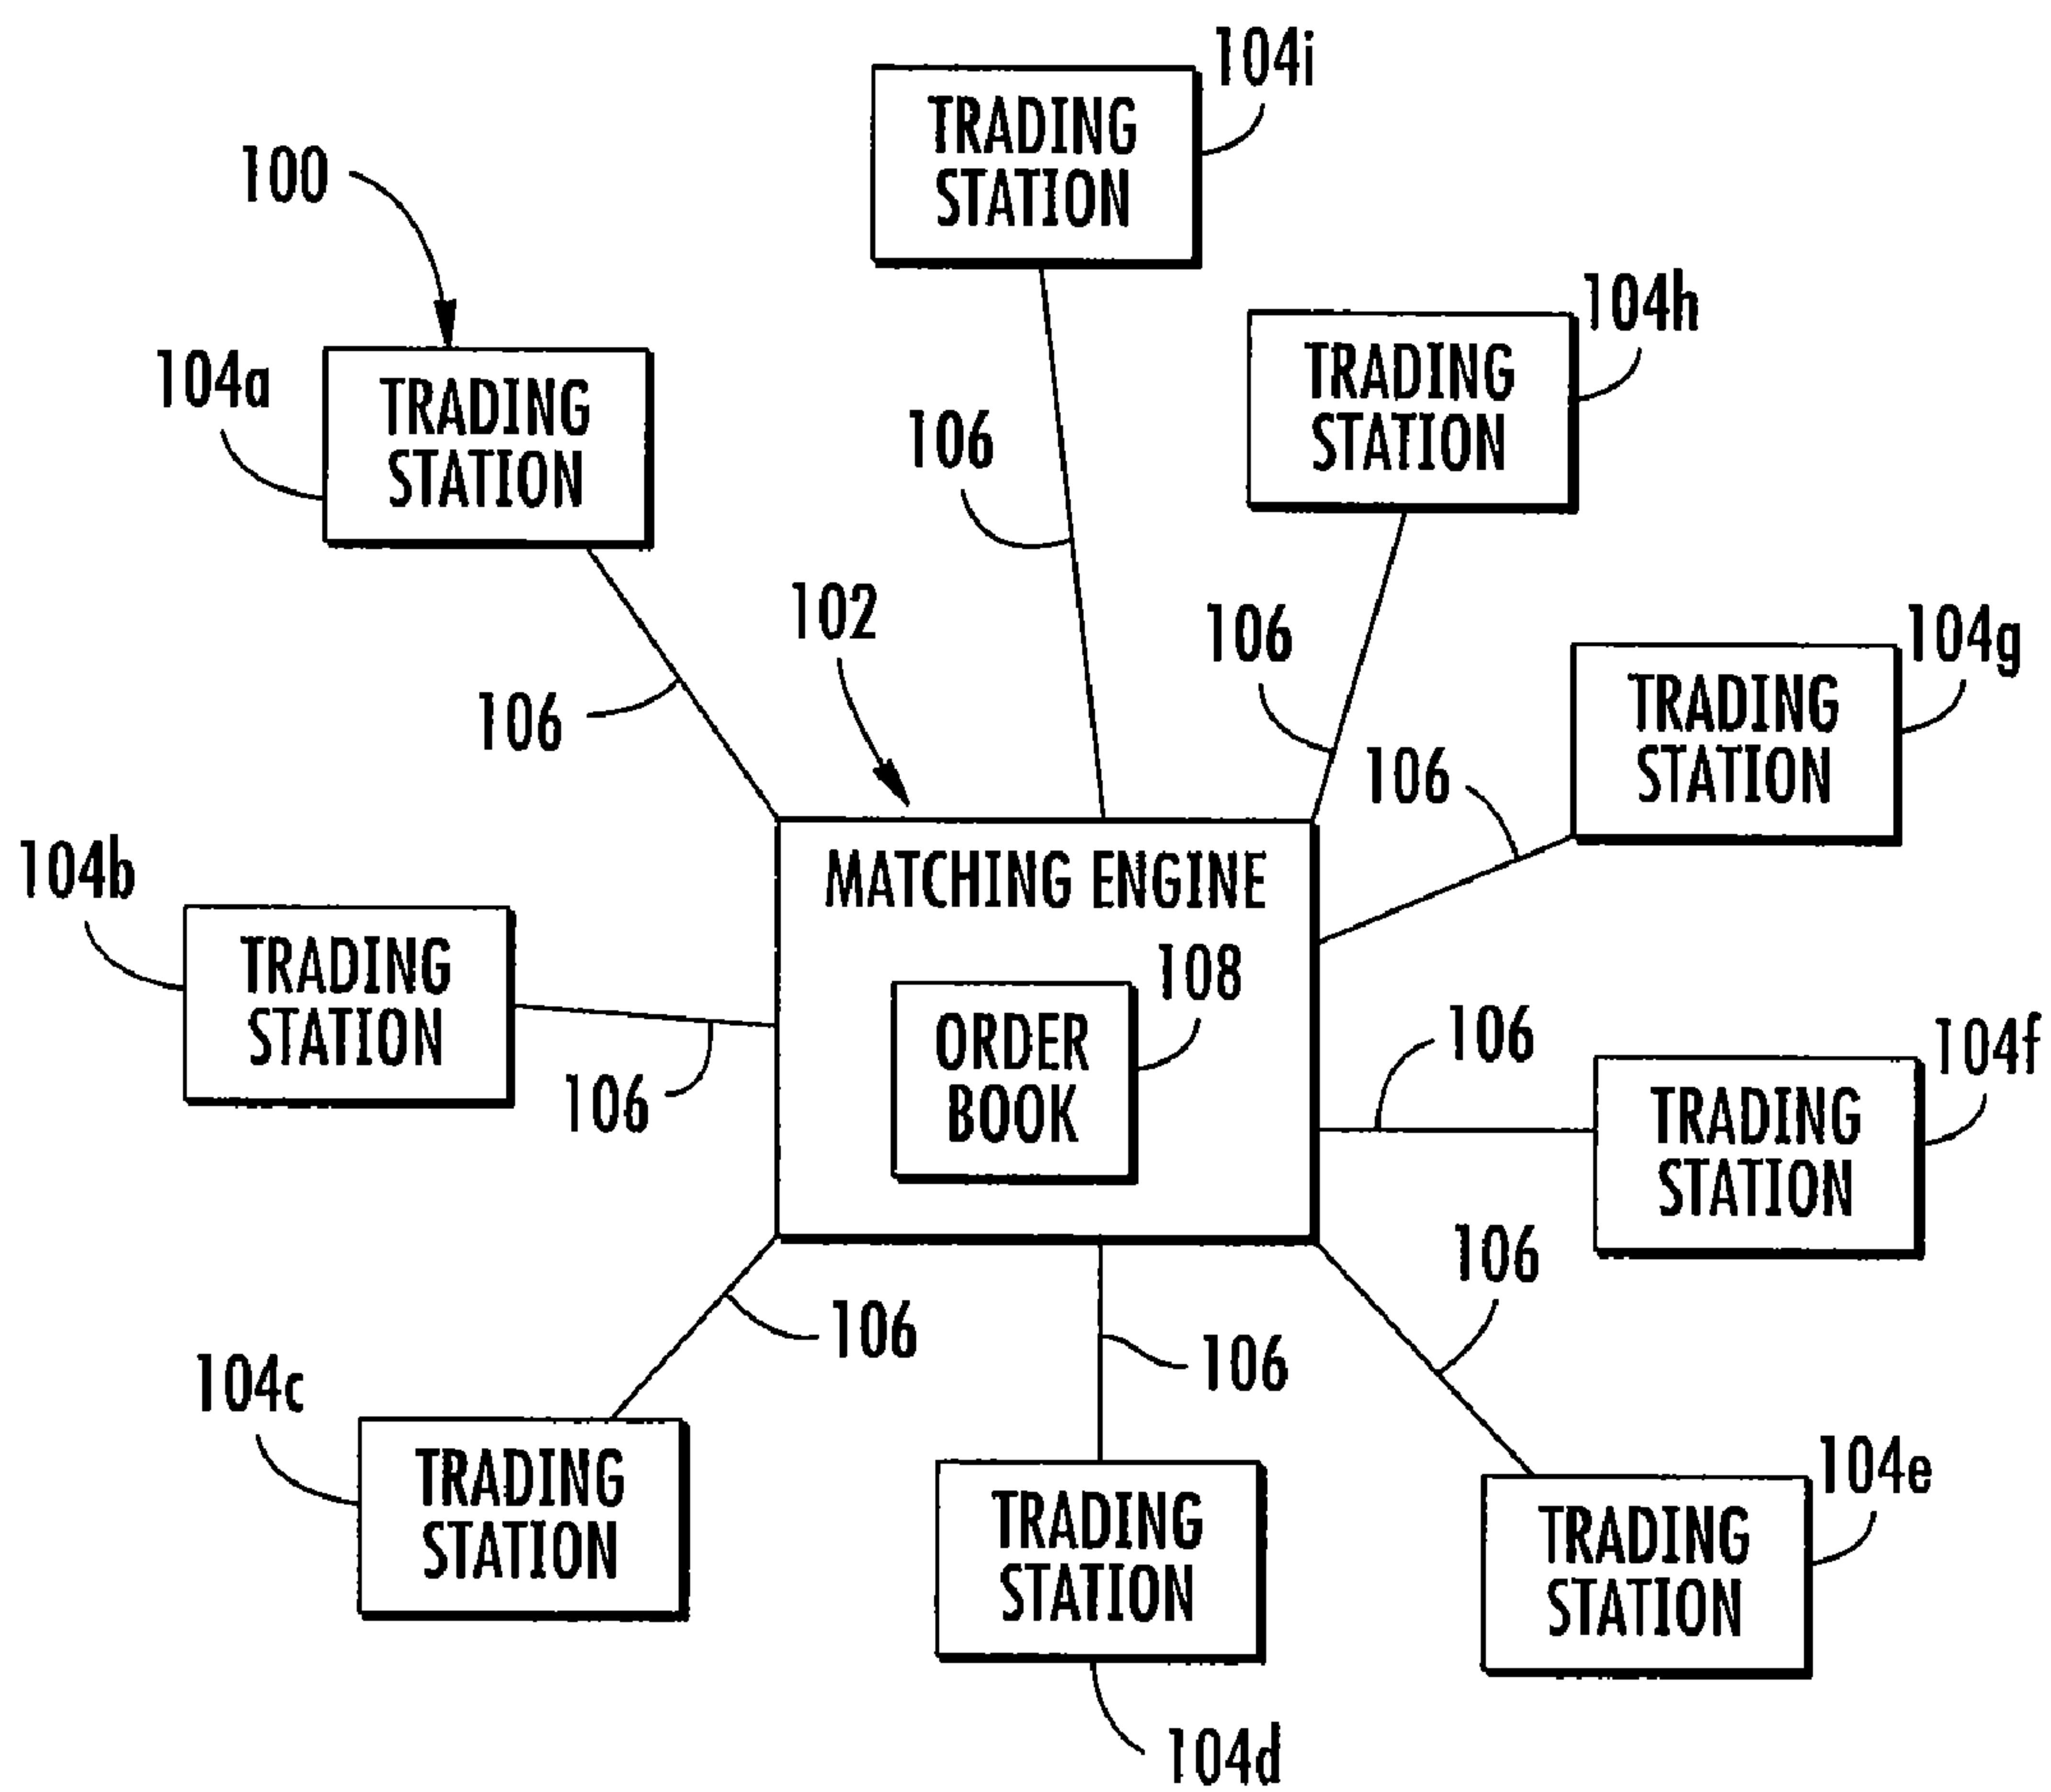 104i
TRADING
STATION
100
104h
TRADING
STATION
104a
TRADING
STATION
106
102
106
104g
TRADING
STATION
106
106
MATCHING ENGINE
108
ORDER
BOOK
104b
TRADING
STATION
106
106
104f
TRADING
STATION
106
106
106
104c
TRADING
STATION
TRADING
STATION
104d
104e
TRADING
STATION